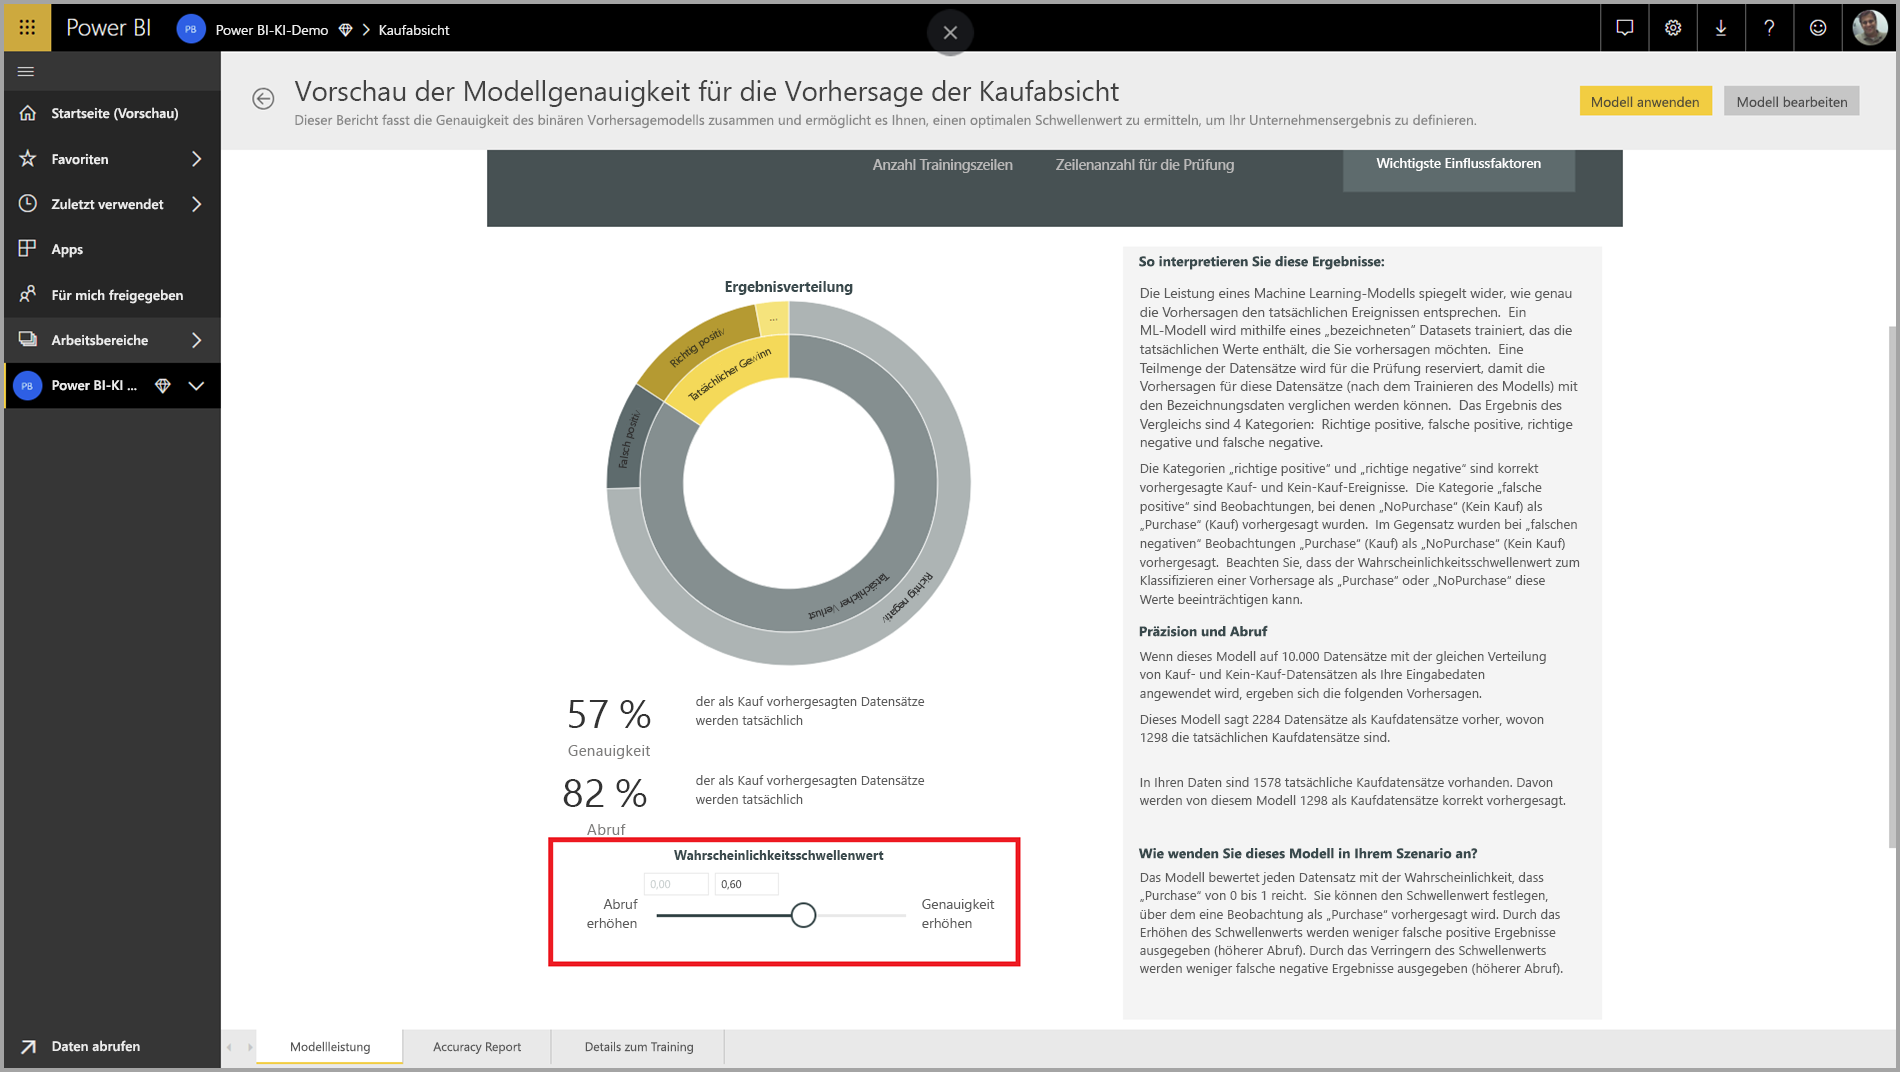 Power BI
PB
Power BI-KI-Demo
Kaufabsicht
Startseite (Vorschau)
Favoriten
Zuletzt verwendet
Apps
Für mich freigegeben
Arbeitsbereiche
PB
Power BI-KI ...
Daten abrufen
Vorschau der Modellgenauigkeit für die Vorhersage der Kaufabsicht
Dieser Bericht fasst die Genauigkeit des binären Vorhersagemodells zusammen und ermöglicht es Ihnen, einen optimalen Schwellenwert zu ermitteln, um Ihr Unternehmensergebnis zu definieren.
Modell anwenden
Modell bearbeiten
Anzahl Trainingszeilen
Zeilenanzahl für die Prüfung
Wichtigste Einflussfaktoren
Ergebnisverteilung
...
Richtig positiv
Tatsächlicher Gewinn
Falsch positiv
Tatsächlicher Verlust
Richtig negativ
57 %
Genauigkeit
der als Kauf vorhergesagten Datensätze
werden tatsächlich
82 %
Abruf
der als Kauf vorhergesagten Datensätze
werden tatsächlich
Wahrscheinlichkeitsschwellenwert
0,00
0,60
Abruf
erhöhen
Genauigkeit
erhöhen
So interpretieren Sie diese Ergebnisse:
Die Leistung eines Machine Learning-Modells spiegelt wider, wie genau
die Vorhersagen den tatsächlichen Ereignissen entsprechen. Ein
ML-Modell wird mithilfe eines „bezeichneten“ Datasets trainiert, das die
tatsächlichen Werte enthält, die Sie vorhersagen möchten. Eine
Teilmenge der Datensätze wird für die Prüfung reserviert, damit die
Vorhersagen für diese Datensätze (nach dem Trainieren des Modells) mit
den Bezeichnungsdaten verglichen werden können. Das Ergebnis des
Vergleichs sind 4 Kategorien: Richtige positive, falsche positive, richtige
negative und falsche negative.
Die Kategorien „richtige positive“ und „richtige negative“ sind korrekt
vorhergesagte Kauf- und Kein-Kauf-Ereignisse. Die Kategorie „falsche
positive“ sind Beobachtungen, bei denen „NoPurchase“ (Kein Kauf) als
„Purchase“ (Kauf) vorhergesagt wurden. Im Gegensatz wurden bei „falschen
negativen“ Beobachtungen „Purchase“ (Kauf) als „NoPurchase“ (Kein Kauf)
vorhergesagt. Beachten Sie, dass der Wahrscheinlichkeitsschwellenwert zum
Klassifizieren einer Vorhersage als „Purchase“ oder „NoPurchase“ diese
Werte beeinträchtigen kann.
Präzision und Abruf
Wenn dieses Modell auf 10.000 Datensätze mit der gleichen Verteilung
von Kauf- und Kein-Kauf-Datensätzen als Ihre Eingabedaten
angewendet wird, ergeben sich die folgenden Vorhersagen.
Dieses Modell sagt 2284 Datensätze als Kaufdatensätze vorher, wovon
1298 die tatsächlichen Kaufdatensätze sind.
In Ihren Daten sind 1578 tatsächliche Kaufdatensätze vorhanden. Davon
werden von diesem Modell 1298 als Kaufdatensätze korrekt vorhergesagt.
Wie wenden Sie dieses Modell in Ihrem Szenario an?
Das Modell bewertet jeden Datensatz mit der Wahrscheinlichkeit, dass
„Purchase“ von 0 bis 1 reicht. Sie können den Schwellenwert festlegen,
über dem eine Beobachtung als „Purchase“ vorhergesagt wird. Durch das
Erhöhen des Schwellenwerts werden weniger falsche positive Ergebnisse
ausgegeben (höherer Abruf). Durch das Verringern des Schwellenwerts
werden weniger falsche negative Ergebnisse ausgegeben (höherer Abruf).
Modellleistung
Accuracy Report
Details zum Training